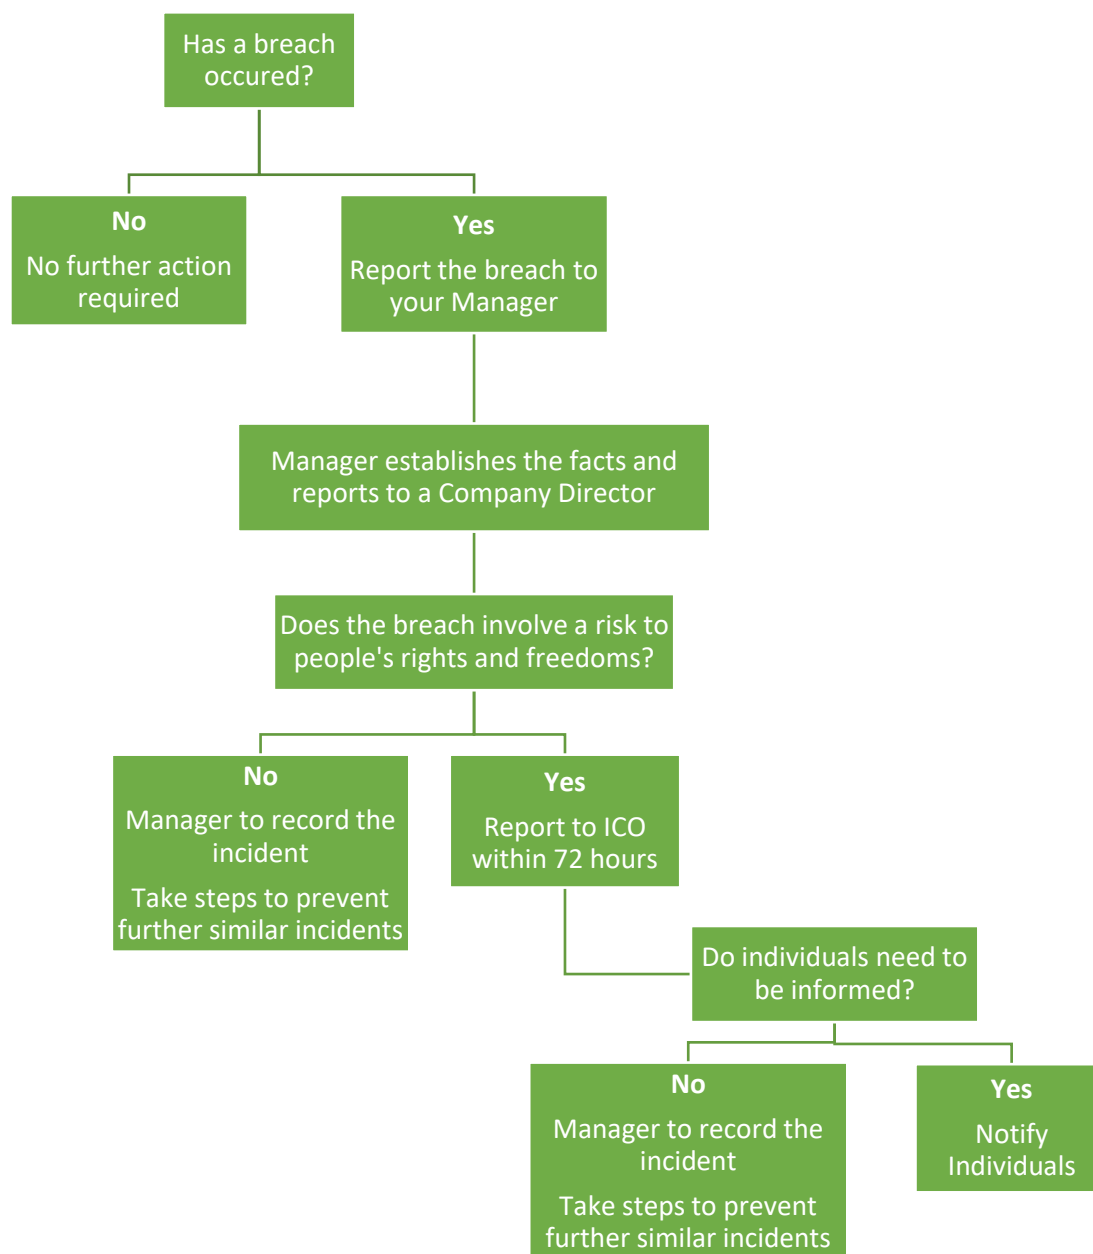 Has a breach
occured?
No
No further action
required
Yes
Report the breach to
your Manager
Manager establishes the facts and
reports to a Company Director
Does the breach involve a risk to
people's rights and freedoms?
No
Manager to record the
incident
Take steps to prevent
further similar incidents
Yes
Report to ICO
within 72 hours
Do individuals need to
be informed?
No
Manager to record the
incident
Take steps to prevent
further similar incidents
Yes
Notify
Individuals